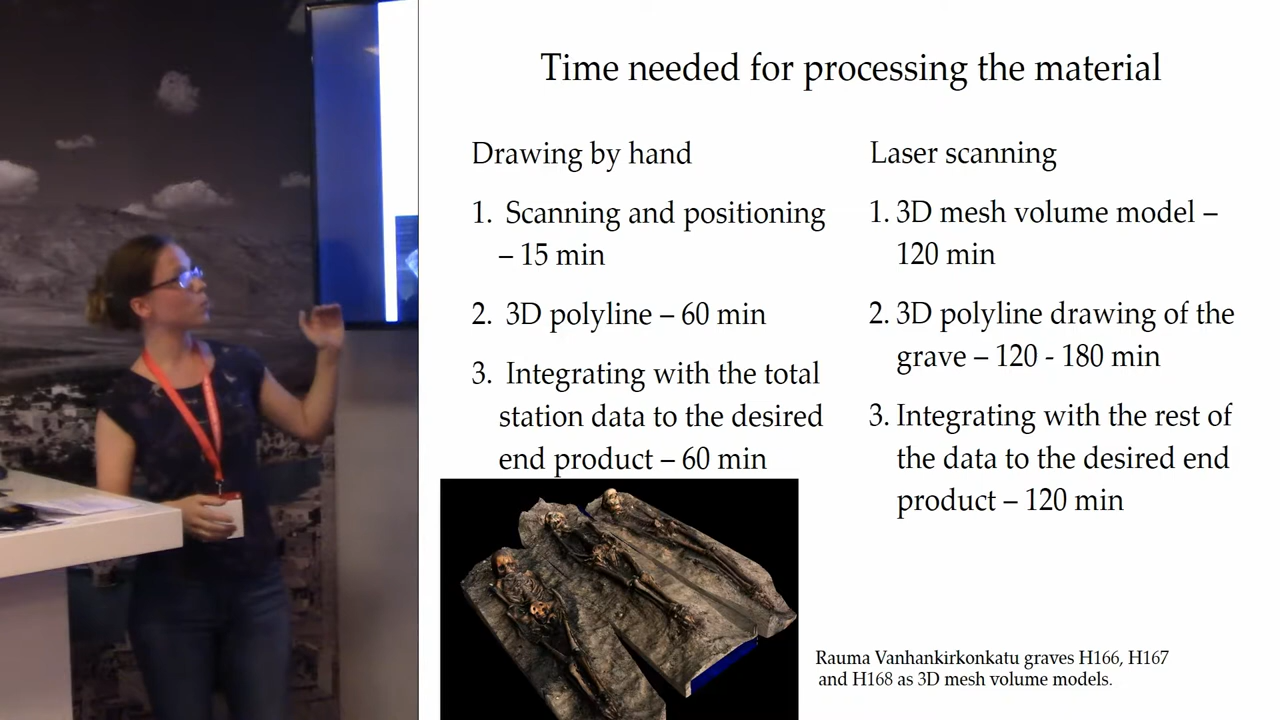 Time needed for processing the material
Drawing by hand
1. Scanning and positioning
– 15 min
2. 3D polyline – 60 min
3. Integrating with the total
station data to the desired
end product – 60 min
Laser scanning
1. 3D mesh volume model –
120 min
2. 3D polyline drawing of the
grave – 120 - 180 min
3. Integrating with the rest of
the data to the desired end
product – 120 min
Rauma Vanhankirkonkatu graves H166, H167
and H168 as 3D mesh volume models.